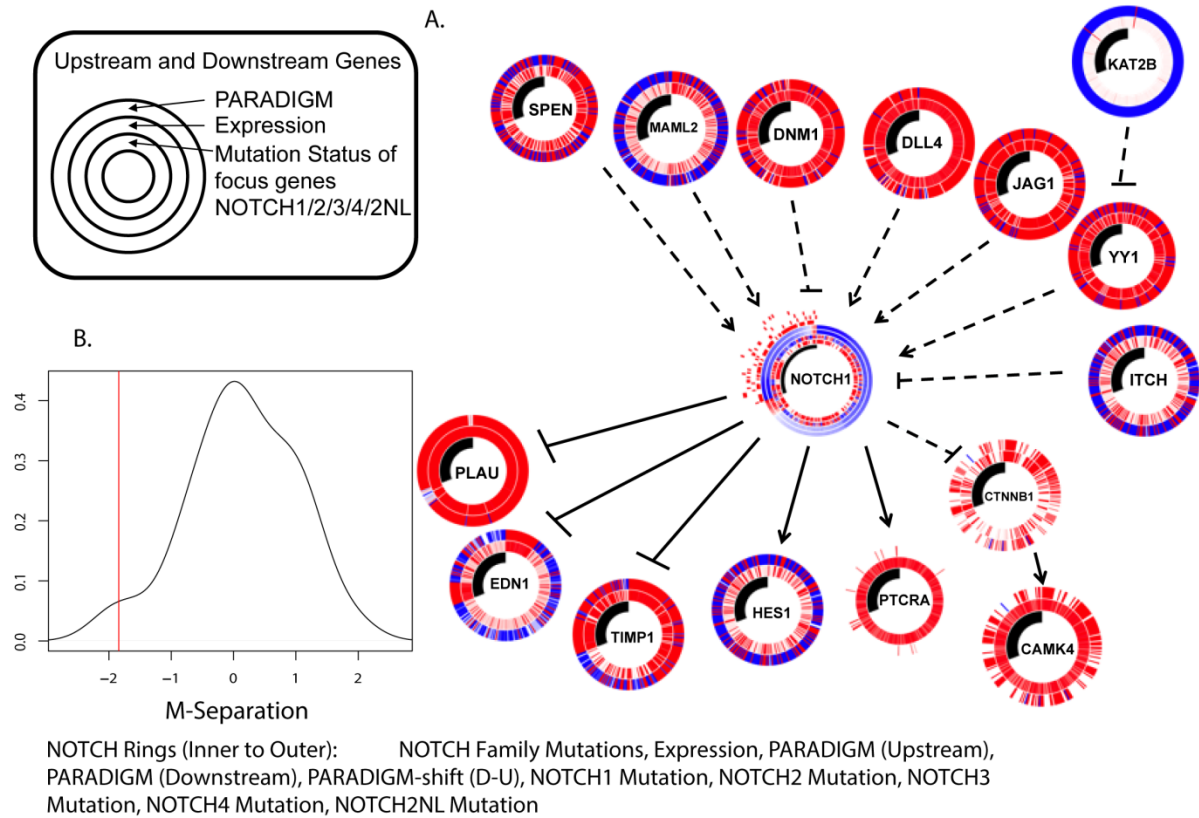 A.
Upstream and Downstream Genes
PARADIGM
Expression
Mutation Status of
focus genes
NOTCH1/2/3/4/2NL
SPEN
MAML2
DNM1
DLL4
JAG1
KAT2B
YY1
ITCH
NOTCH1
PLAU
EDN1
TIMP1
HES1
PTCRA
CTNNB1
CAMK4
B.
0.4
0.3
0.2
0.1
0.0
−2 −1 0 1 2
M-Separation
NOTCH Rings (Inner to Outer): NOTCH Family Mutations, Expression, PARADIGM (Upstream),
PARADIGM (Downstream), PARADIGM-shift (D-U), NOTCH1 Mutation, NOTCH2 Mutation, NOTCH3
Mutation, NOTCH4 Mutation, NOTCH2NL Mutation